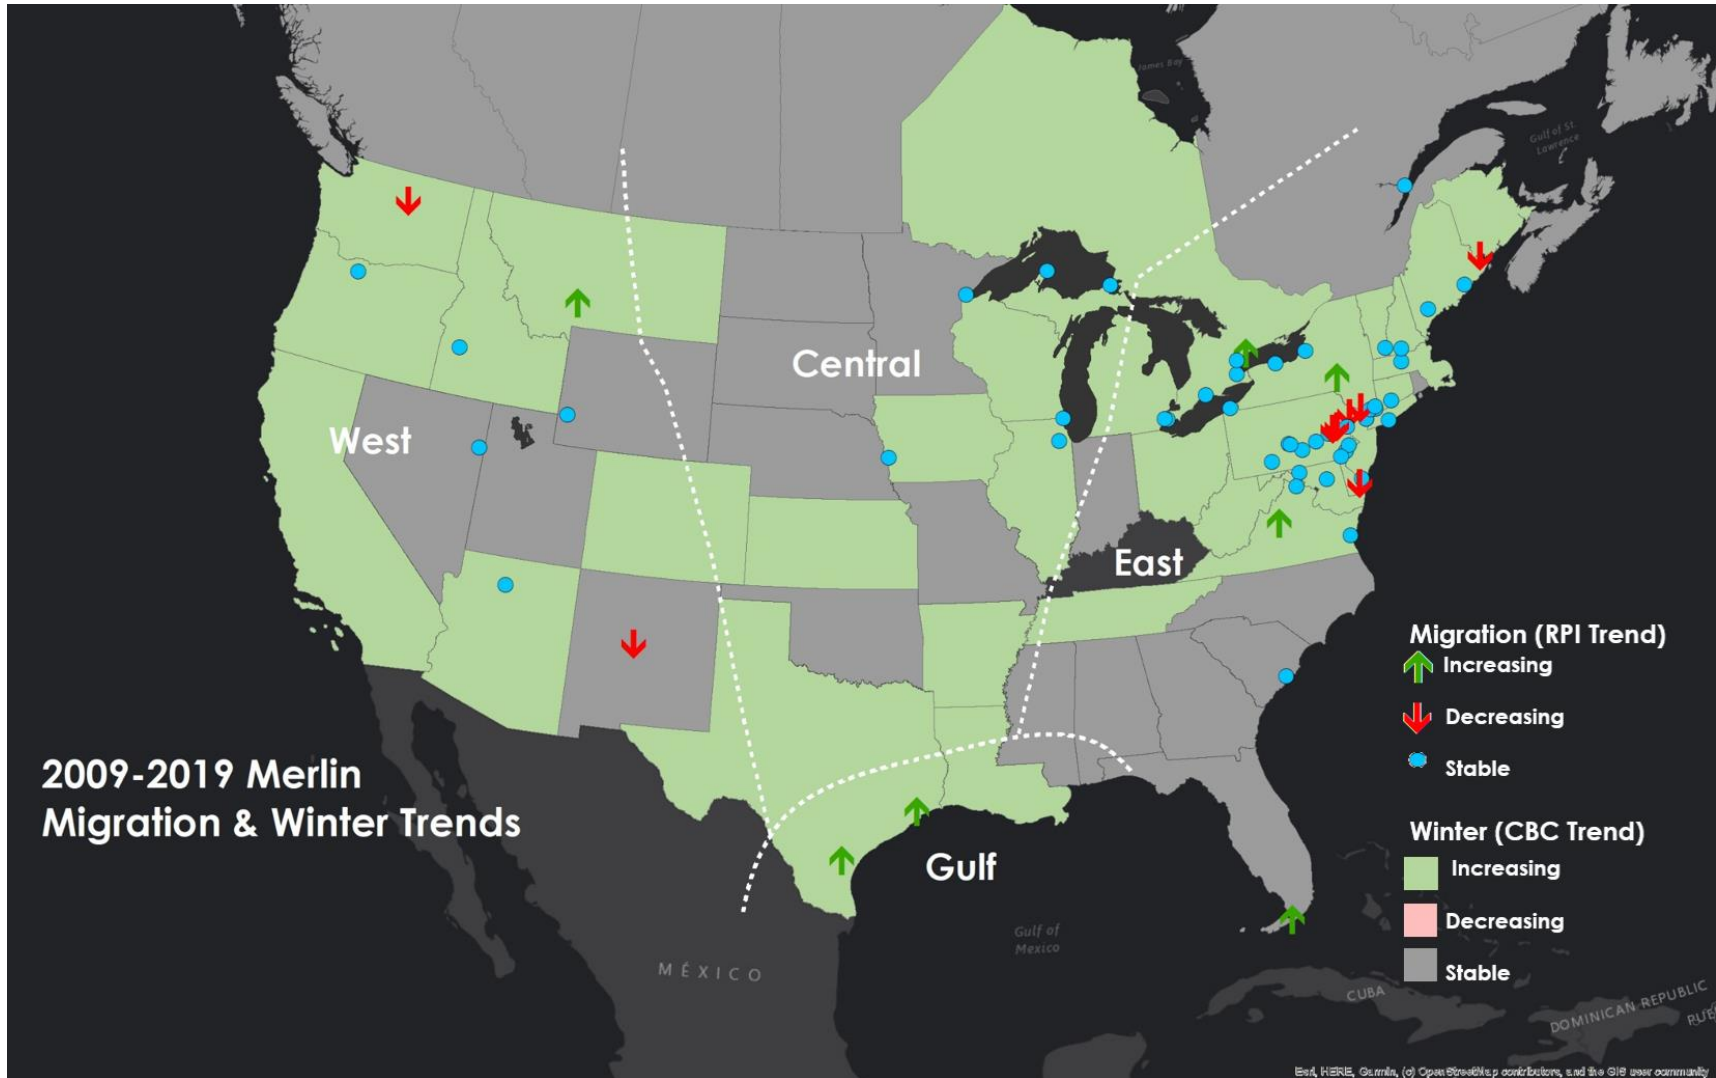 James Bay
Gulf of St.
Lawrence
Central
West
East
Migration (RPI Trend)
Increasing
Decreasing
Stable
2009-2019 Merlin
Migration & Winter Trends
Gulf
Winter (CBC Trend)
Increasing
Decreasing
Stable
Gulf of
Mexico
MÉXICO
CUBA
DOMINICAN REPUBLIC
Esri, HERE, Garmin, (c) OpenStreetMap contributors, and the GIS user community